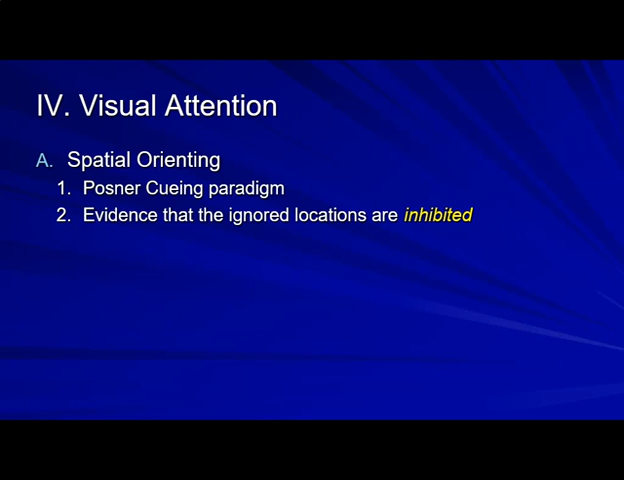 IV. Visual Attention
A. Spatial Orienting
1. Posner Cueing paradigm
2. Evidence that the ignored locations are inhibited